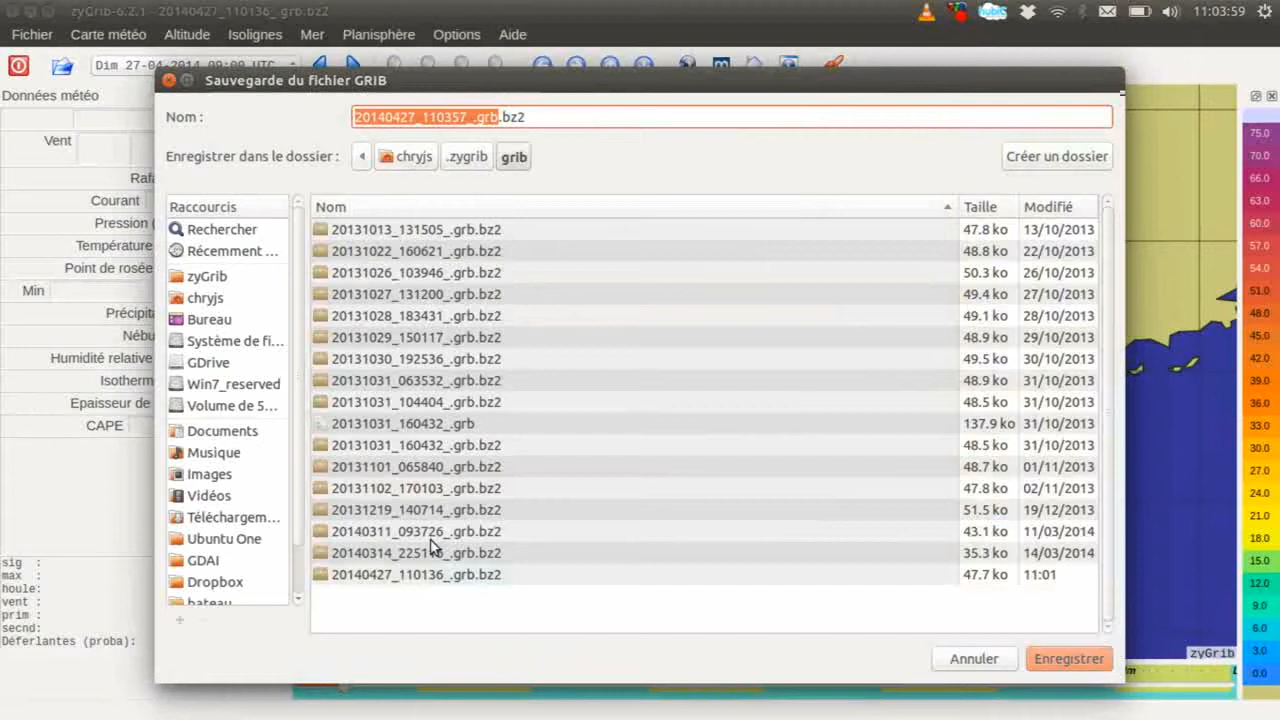 zyGrib-6.2.1 - 20140427_110136_.grb.bz2
hubiC
11:03:59
Fichier Carte météo Altitude Isolignes Mer Planisphère Options Aide
Dim 27-04-2014 09:00 UTC
Sauvegarde du fichier GRIB
Données météo
Nom : 20140427_110357_.grb.bz2
Enregistrer dans le dossier : chryjs .zygrib grib Créer un dossier
Vent
Rafa
Courant
Pression (
Température
Point de rosée
Min
Précipita
Nébu
Humidité relative
Isotherm
Epaisseur de
CAPE
sig :
max :
houle:
vent :
prim :
secnd:
Déferlantes (proba):
Raccourcis
Rechercher
Récemment ...
zyGrib
chryjs
Bureau
Système de fi...
GDrive
Win7_reserved
Volume de 5...
Documents
Musique
Images
Vidéos
Téléchargem...
Ubuntu One
GDAI
Dropbox
bateau
Nom Taille Modifié
20131013_131505_.grb.bz2 47.8 ko 13/10/2013
20131022_160621_.grb.bz2 48.8 ko 22/10/2013
20131026_103946_.grb.bz2 50.3 ko 26/10/2013
20131027_131200_.grb.bz2 49.4 ko 27/10/2013
20131028_183431_.grb.bz2 49.1 ko 28/10/2013
20131029_150117_.grb.bz2 48.9 ko 29/10/2013
20131030_192536_.grb.bz2 49.5 ko 30/10/2013
20131031_063532_.grb.bz2 48.9 ko 31/10/2013
20131031_104404_.grb.bz2 48.5 ko 31/10/2013
20131031_160432_.grb 137.9 ko 31/10/2013
20131031_160432_.grb.bz2 48.5 ko 31/10/2013
20131101_065840_.grb.bz2 48.7 ko 01/11/2013
20131102_170103_.grb.bz2 47.8 ko 02/11/2013
20131219_140714_.grb.bz2 51.5 ko 19/12/2013
20140311_093726_.grb.bz2 43.1 ko 11/03/2014
35.3 ko 14/03/2014
20140427_110136_.grb.bz2 47.7 ko 11:01
Annuler Enregistrer
75.0
70.0
66.0
63.0
60.0
57.0
54.0
51.0
48.0
45.0
42.0
39.0
36.0
33.0
30.0
27.0
24.0
21.0
18.0
15.0
12.0
9.0
6.0
3.0
0.0
zyGrib